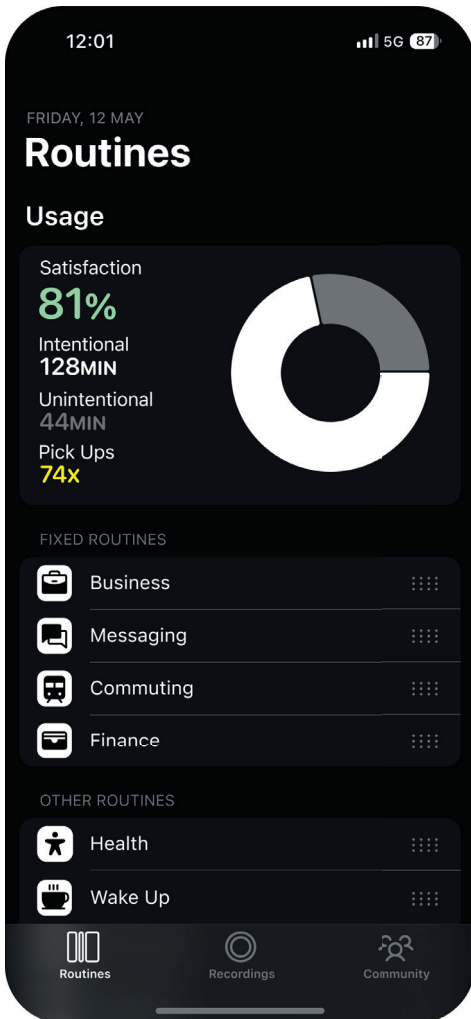 12:01
5G 87
FRIDAY, 12 MAY
Routines
Usage
Satisfaction
81%
Intentional
128MIN
Unintentional
44MIN
Pick Ups
74x
FIXED ROUTINES
Business
Messaging
Commuting
Finance
OTHER ROUTINES
Health
Wake Up
Routines Recordings Community